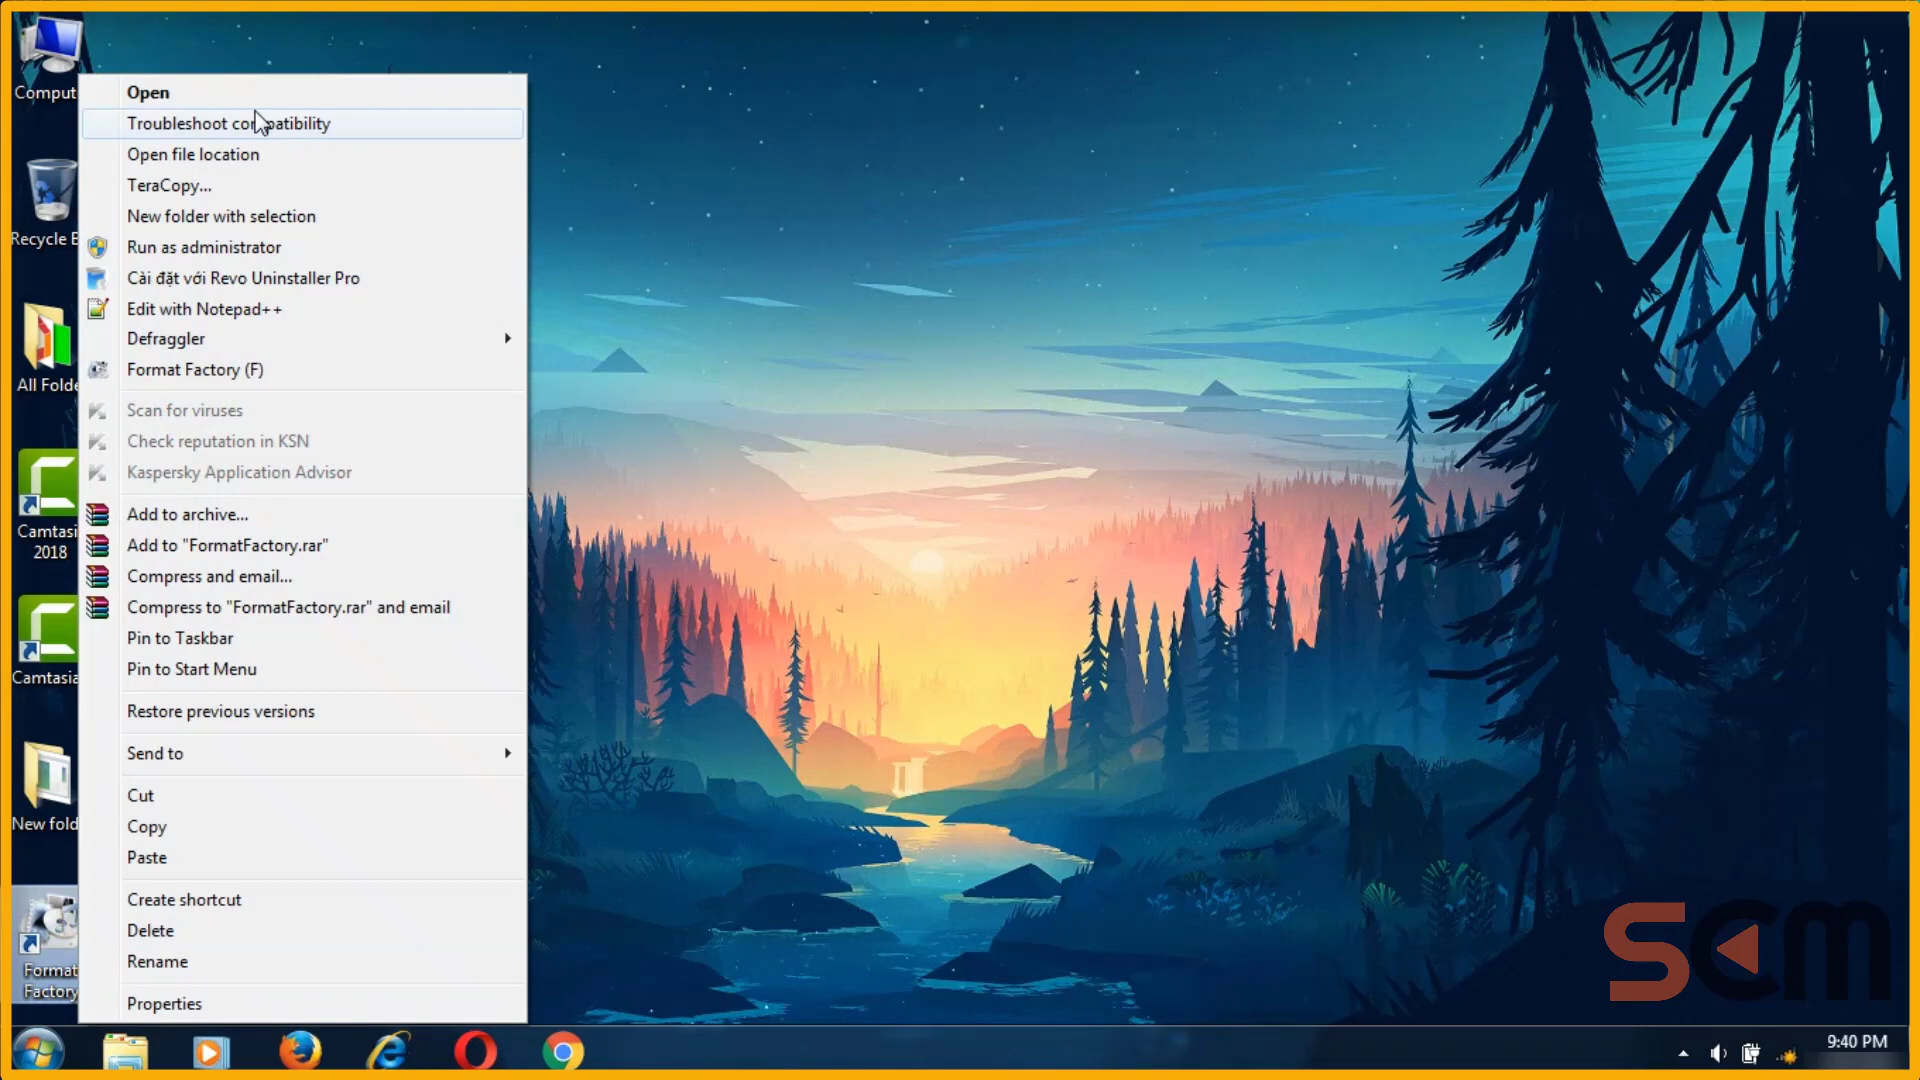 Comput
Recycle B
All Folde
Camtasi
2018
Camtasia
New fold
Format
Factory
Open
Troubleshoot compatibility
Open file location
TeraCopy...
New folder with selection
Run as administrator
Cài đặt với Revo Uninstaller Pro
Edit with Notepad++
Defraggler
Format Factory (F)
Scan for viruses
Check reputation in KSN
Kaspersky Application Advisor
Add to archive...
Add to "FormatFactory.rar"
Compress and email...
Compress to "FormatFactory.rar" and email
Pin to Taskbar
Pin to Start Menu
Restore previous versions
Send to
Cut
Copy
Paste
Create shortcut
Delete
Rename
Properties
SCm
9:40 PM